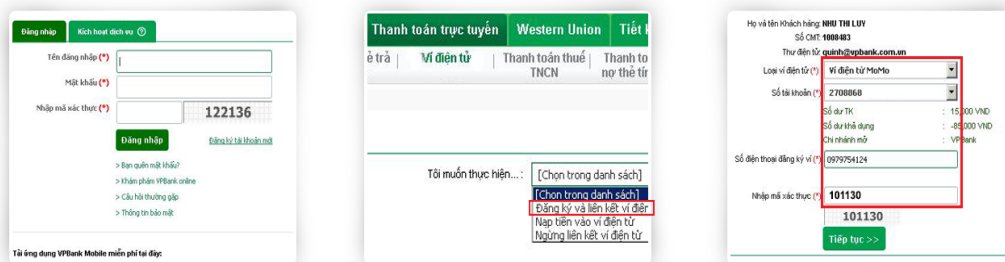 Đăng nhập
Kích hoạt dịch vụ ?
Tên đăng nhập (*)
Mật khẩu (*)
Nhập mã xác thực (*)
122136
Đăng nhập
Đăng ký tài khoản mới
> Bạn quên mật khẩu?
> Khám phá VPBank online
> Câu hỏi thường gặp
> Thông tin bảo mật
Tải ứng dụng VPBank Mobile miễn phí tại đây:
Thanh toán trực tuyến
Western Union
Tiết
ẻ trả
Ví điện tử
Thanh toán thuế TNCN
Thanh to
nợ thẻ tín
Tôi muốn thực hiện...:
[Chọn trong danh sách]
[Chọn trong danh sách]
Đăng ký và liên kết ví điện
Nạp tiền vào ví điện tử
Ngừng liên kết ví điện tử
Họ và tên Khách hàng: NHU THI LUY
Số CMT: 1008483
Thư điện tử: quinh@vpbank.com.vn
Loại ví điện tử (*) Ví điện tử MoMo
Số tài khoản (*) 2708868
Số dư TK : 15,000 VND
Số dư khả dụng : -85,000 VND
Chi nhánh mở : VPBank
Số điện thoại đăng ký ví (*) 0979754124
Nhập mã xác thực (*) 101130
101130
Tiếp tục >>